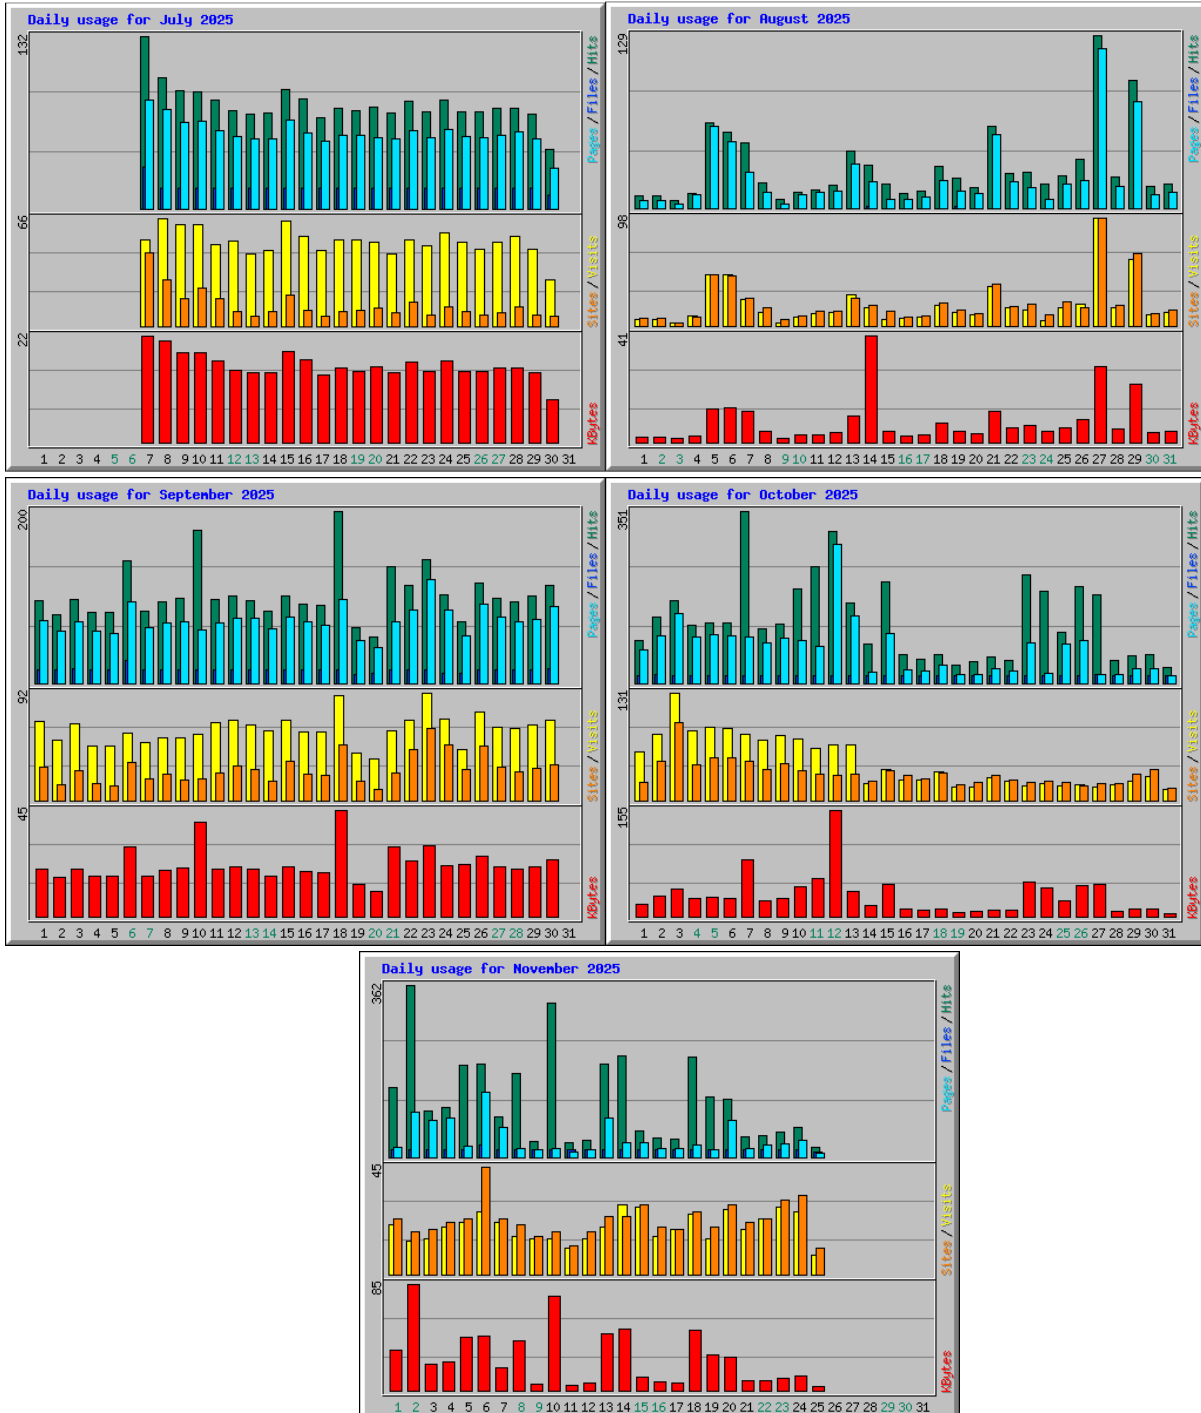 Daily usage for July 2025
132
Pages / Files / Hits
66
Sites / Visits
22
KBytes
1 2 3 4 5 6 7 8 9 10 11 12 13 14 15 16 17 18 19 20 21 22 23 24 25 26 27 28 29 30 31
Daily usage for August 2025
129
Pages / Files / Hits
98
Sites / Visits
41
KBytes
1 2 3 4 5 6 7 8 9 10 11 12 13 14 15 16 17 18 19 20 21 22 23 24 25 26 27 28 29 30 31
Daily usage for September 2025
200
Pages / Files / Hits
92
Sites / Visits
45
KBytes
1 2 3 4 5 6 7 8 9 10 11 12 13 14 15 16 17 18 19 20 21 22 23 24 25 26 27 28 29 30 31
Daily usage for October 2025
351
Pages / Files / Hits
131
Sites / Visits
155
KBytes
1 2 3 4 5 6 7 8 9 10 11 12 13 14 15 16 17 18 19 20 21 22 23 24 25 26 27 28 29 30 31
Daily usage for November 2025
362
Pages / Files / Hits
45
Sites / Visits
85
KBytes
1 2 3 4 5 6 7 8 9 10 11 12 13 14 15 16 17 18 19 20 21 22 23 24 25 26 27 28 29 30 31